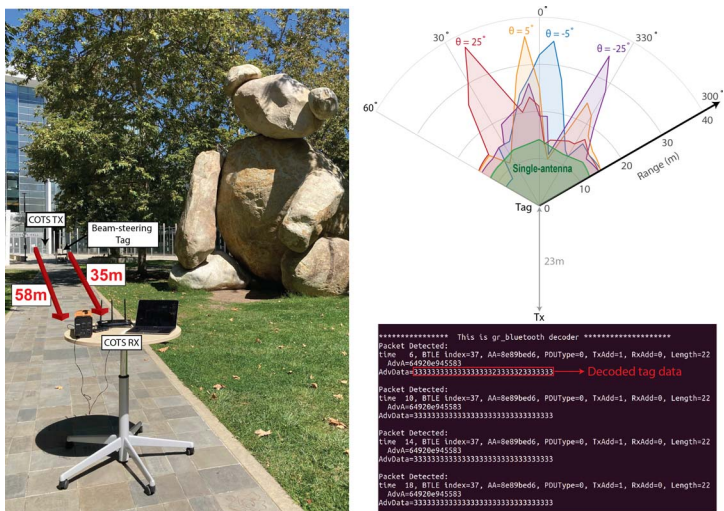 COTS TX
Beam-steering
Tag
35m
58m
COTS RX
0°
30°
θ = 25°
θ = 5°
θ = -5°
330°
θ = -25°
60°
300°
40
30
20
10
0
Range (m)
Single-antenna
Tag
23m
Tx
**************** This is gr_bluetooth decoder ********************
Packet Detected:
time 6, BTLE index=37, AA=8e89bed6, PDUType=0, TxAdd=1, RxAdd=0, Length=22
AdvA=64920e945583
Decoded tag data
Packet Detected:
time 10, BTLE index=37, AA=8e89bed6, PDUType=0, TxAdd=1, RxAdd=0, Length=22
AdvA=64920e945583
AdvData=33333333333333333333333333333333
Packet Detected:
time 14, BTLE index=37, AA=8e89bed6, PDUType=0, TxAdd=1, RxAdd=0, Length=22
AdvA=64920e945583
AdvData=33333333333333333333333333333333
Packet Detected:
time 18, BTLE index=37, AA=8e89bed6, PDUType=0, TxAdd=1, RxAdd=0, Length=22
AdvA=64920e945583
AdvData=33333333333333333333333333333333